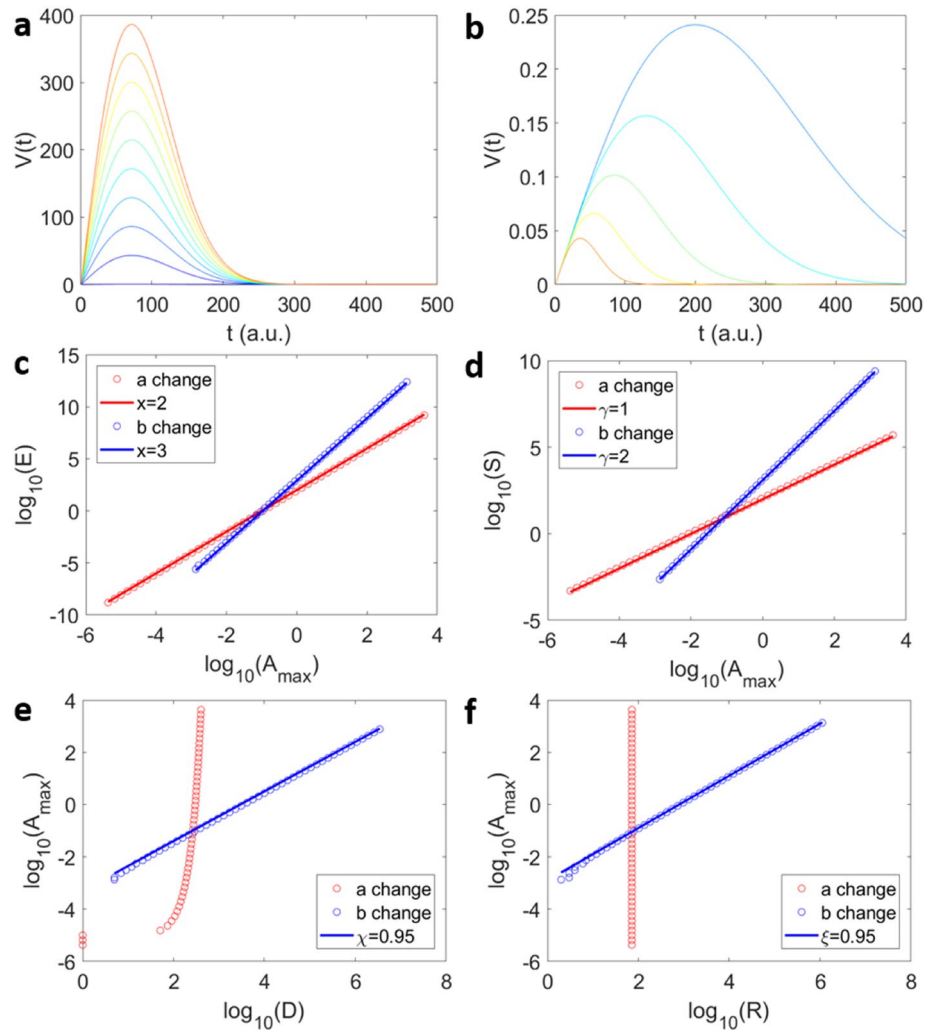 a
V(t)
400
300
200
100
0
0 100 200 300 400 500
t (a.u.)
b
V(t)
0.25
0.2
0.15
0.1
0.05
0
0 100 200 300 400 500
t (a.u.)
c
log10(E)
15
10
5
0
-5
-10
a change
x=2
b change
x=3
-6 -4 -2 0 2 4
log10(Amax)
d
log10(S)
10
5
0
-5
a change
γ=1
b change
γ=2
-6 -4 -2 0 2 4
log10(Amax)
e
log10(Amax)
4
2
0
-2
-4
-6
a change
b change
χ=0.95
0 2 4 6 8
log10(D)
f
log10(Amax)
4
2
0
-2
-4
-6
a change
b change
ξ=0.95
0 2 4 6 8
log10(R)